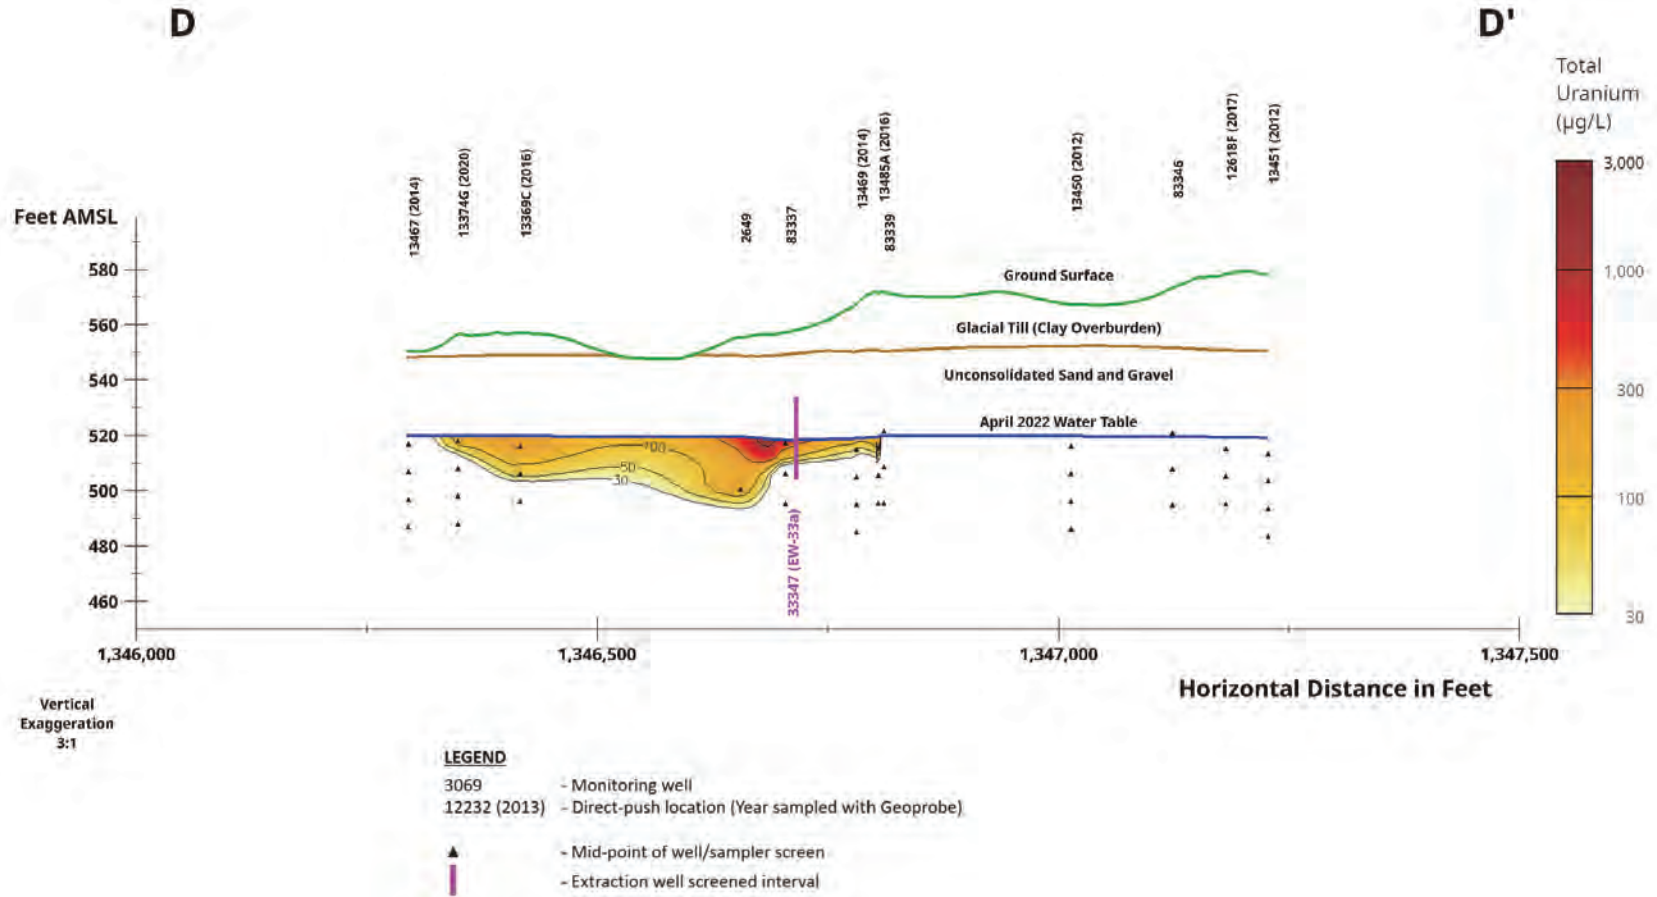 D
D'
Total
Uranium
(µg/L)
3,000
1,000
300
100
30
13467 (2014)
13374G (2020)
13369C (2016)
2649
83337
13469 (2014)
13485A (2016)
83339
13450 (2012)
83346
12618F (2017)
13451 (2012)
Feet AMSL
580
560
540
520
500
480
460
Ground Surface
Glacial Till (Clay Overburden)
Unconsolidated Sand and Gravel
April 2022 Water Table
100
50
30
33347 (EW-33a)
1,346,000
1,346,500
1,347,000
1,347,500
Horizontal Distance in Feet
Vertical
Exaggeration
3:1
LEGEND
3069 - Monitoring well
12232 (2013) - Direct-push location (Year sampled with Geoprobe)
- Mid-point of well/sampler screen
- Extraction well screened interval